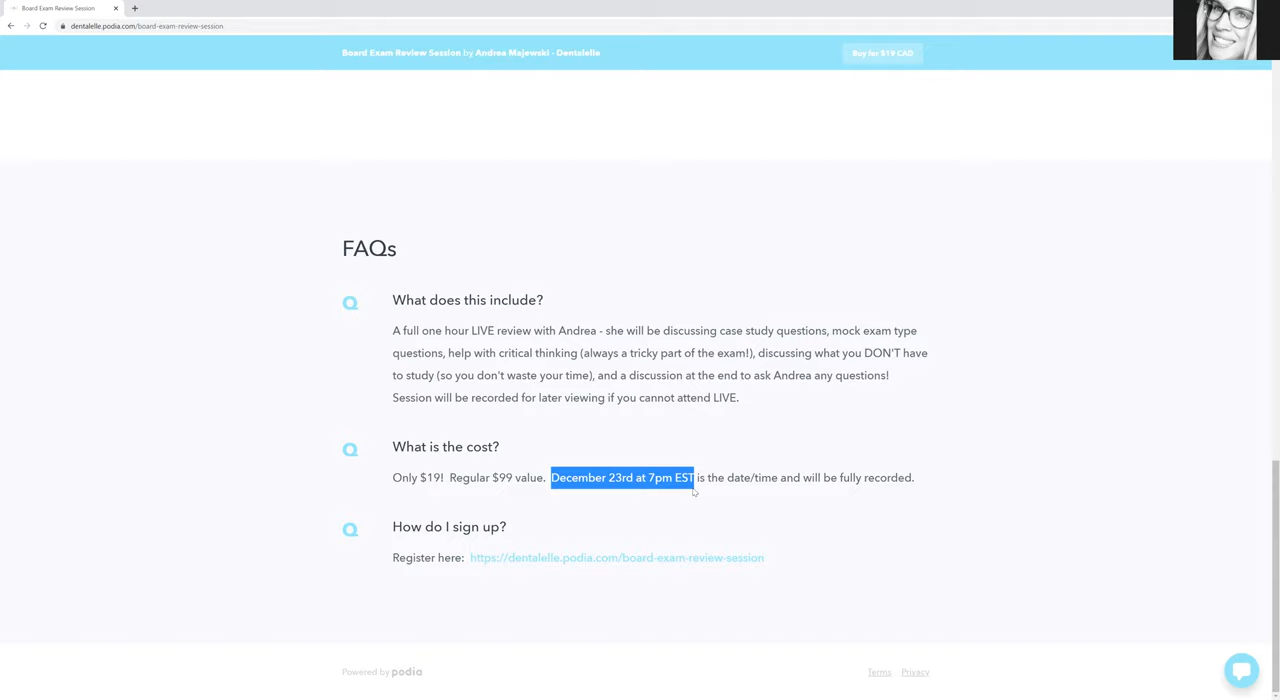 Board Exam Review Session
dentalelle.podia.com/board-exam-review-session
Board Exam Review Session by Andrea Majewski - Dentalelle
Buy for $19 CAD
FAQs
Q What does this include?
A full one hour LIVE review with Andrea - she will be discussing case study questions, mock exam type
questions, help with critical thinking (always a tricky part of the exam!), discussing what you DON'T have
to study (so you don't waste your time), and a discussion at the end to ask Andrea any questions!
Session will be recorded for later viewing if you cannot attend LIVE.
Q What is the cost?
Only $19!  Regular $99 value.  December 23rd at 7pm EST is the date/time and will be fully recorded.
Q How do I sign up?
Register here:  https://dentalelle.podia.com/board-exam-review-session
Powered by podia
Terms Privacy